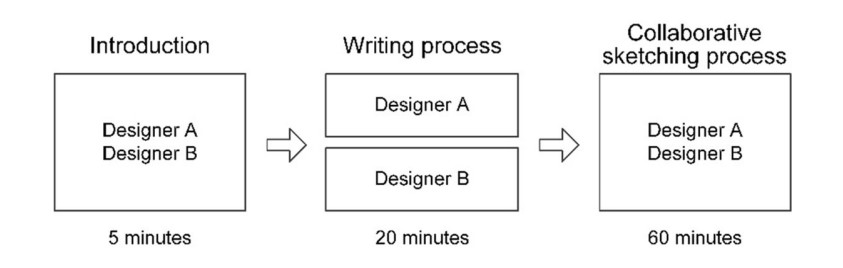 Introduction
Designer A
Designer B
5 minutes
Writing process
Designer A
Designer B
20 minutes
Collaborative
sketching process
Designer A
Designer B
60 minutes